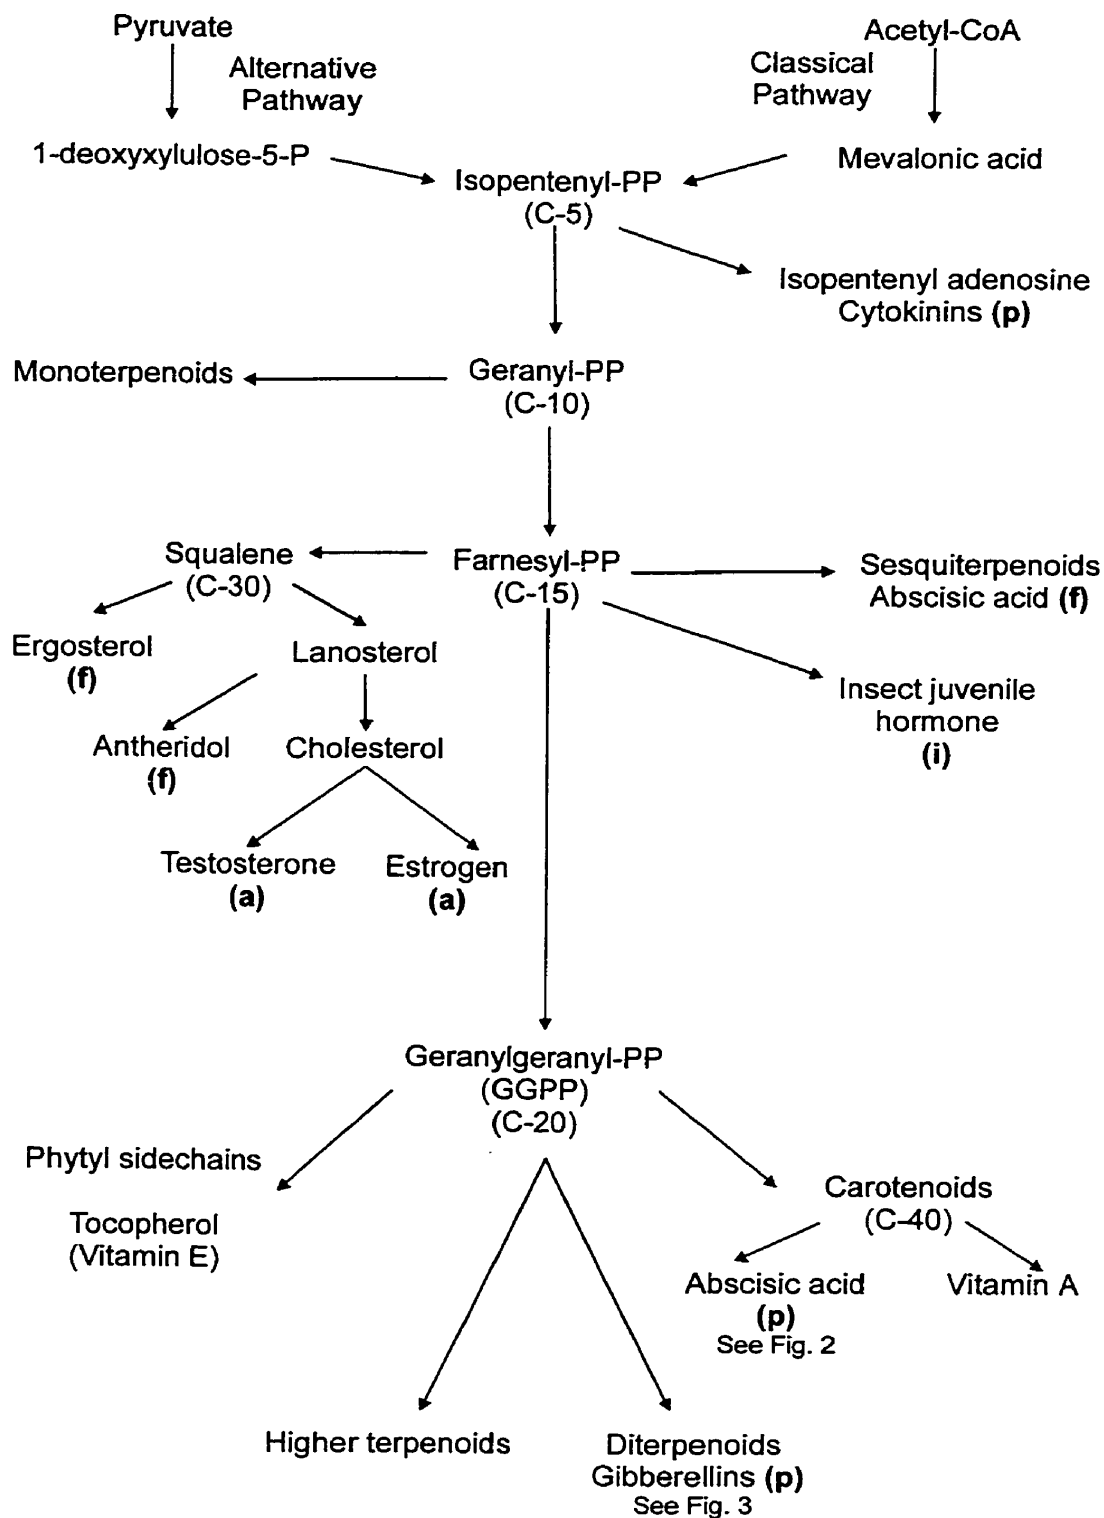 Pyruvate
Acetyl-CoA
Alternative
Pathway
Classical
Pathway
1-deoxyxylulose-5-P
Mevalonic acid
Isopentenyl-PP
(C-5)
Isopentenyl adenosine
Cytokinins (p)
Monoterpenoids
Geranyl-PP
(C-10)
Squalene
(C-30)
Farnesyl-PP
(C-15)
Sesquiterpenoids
Abscisic acid (f)
Ergosterol
(f)
Lanosterol
Insect juvenile
hormone
(i)
Antheridol
(f)
Cholesterol
Testosterone
(a)
Estrogen
(a)
Geranylgeranyl-PP
(GGPP)
(C-20)
Phytyl sidechains
Tocopherol
(Vitamin E)
Carotenoids
(C-40)
Abscisic acid
(p)
See Fig. 2
Vitamin A
Higher terpenoids
Diterpenoids
Gibberellins (p)
See Fig. 3